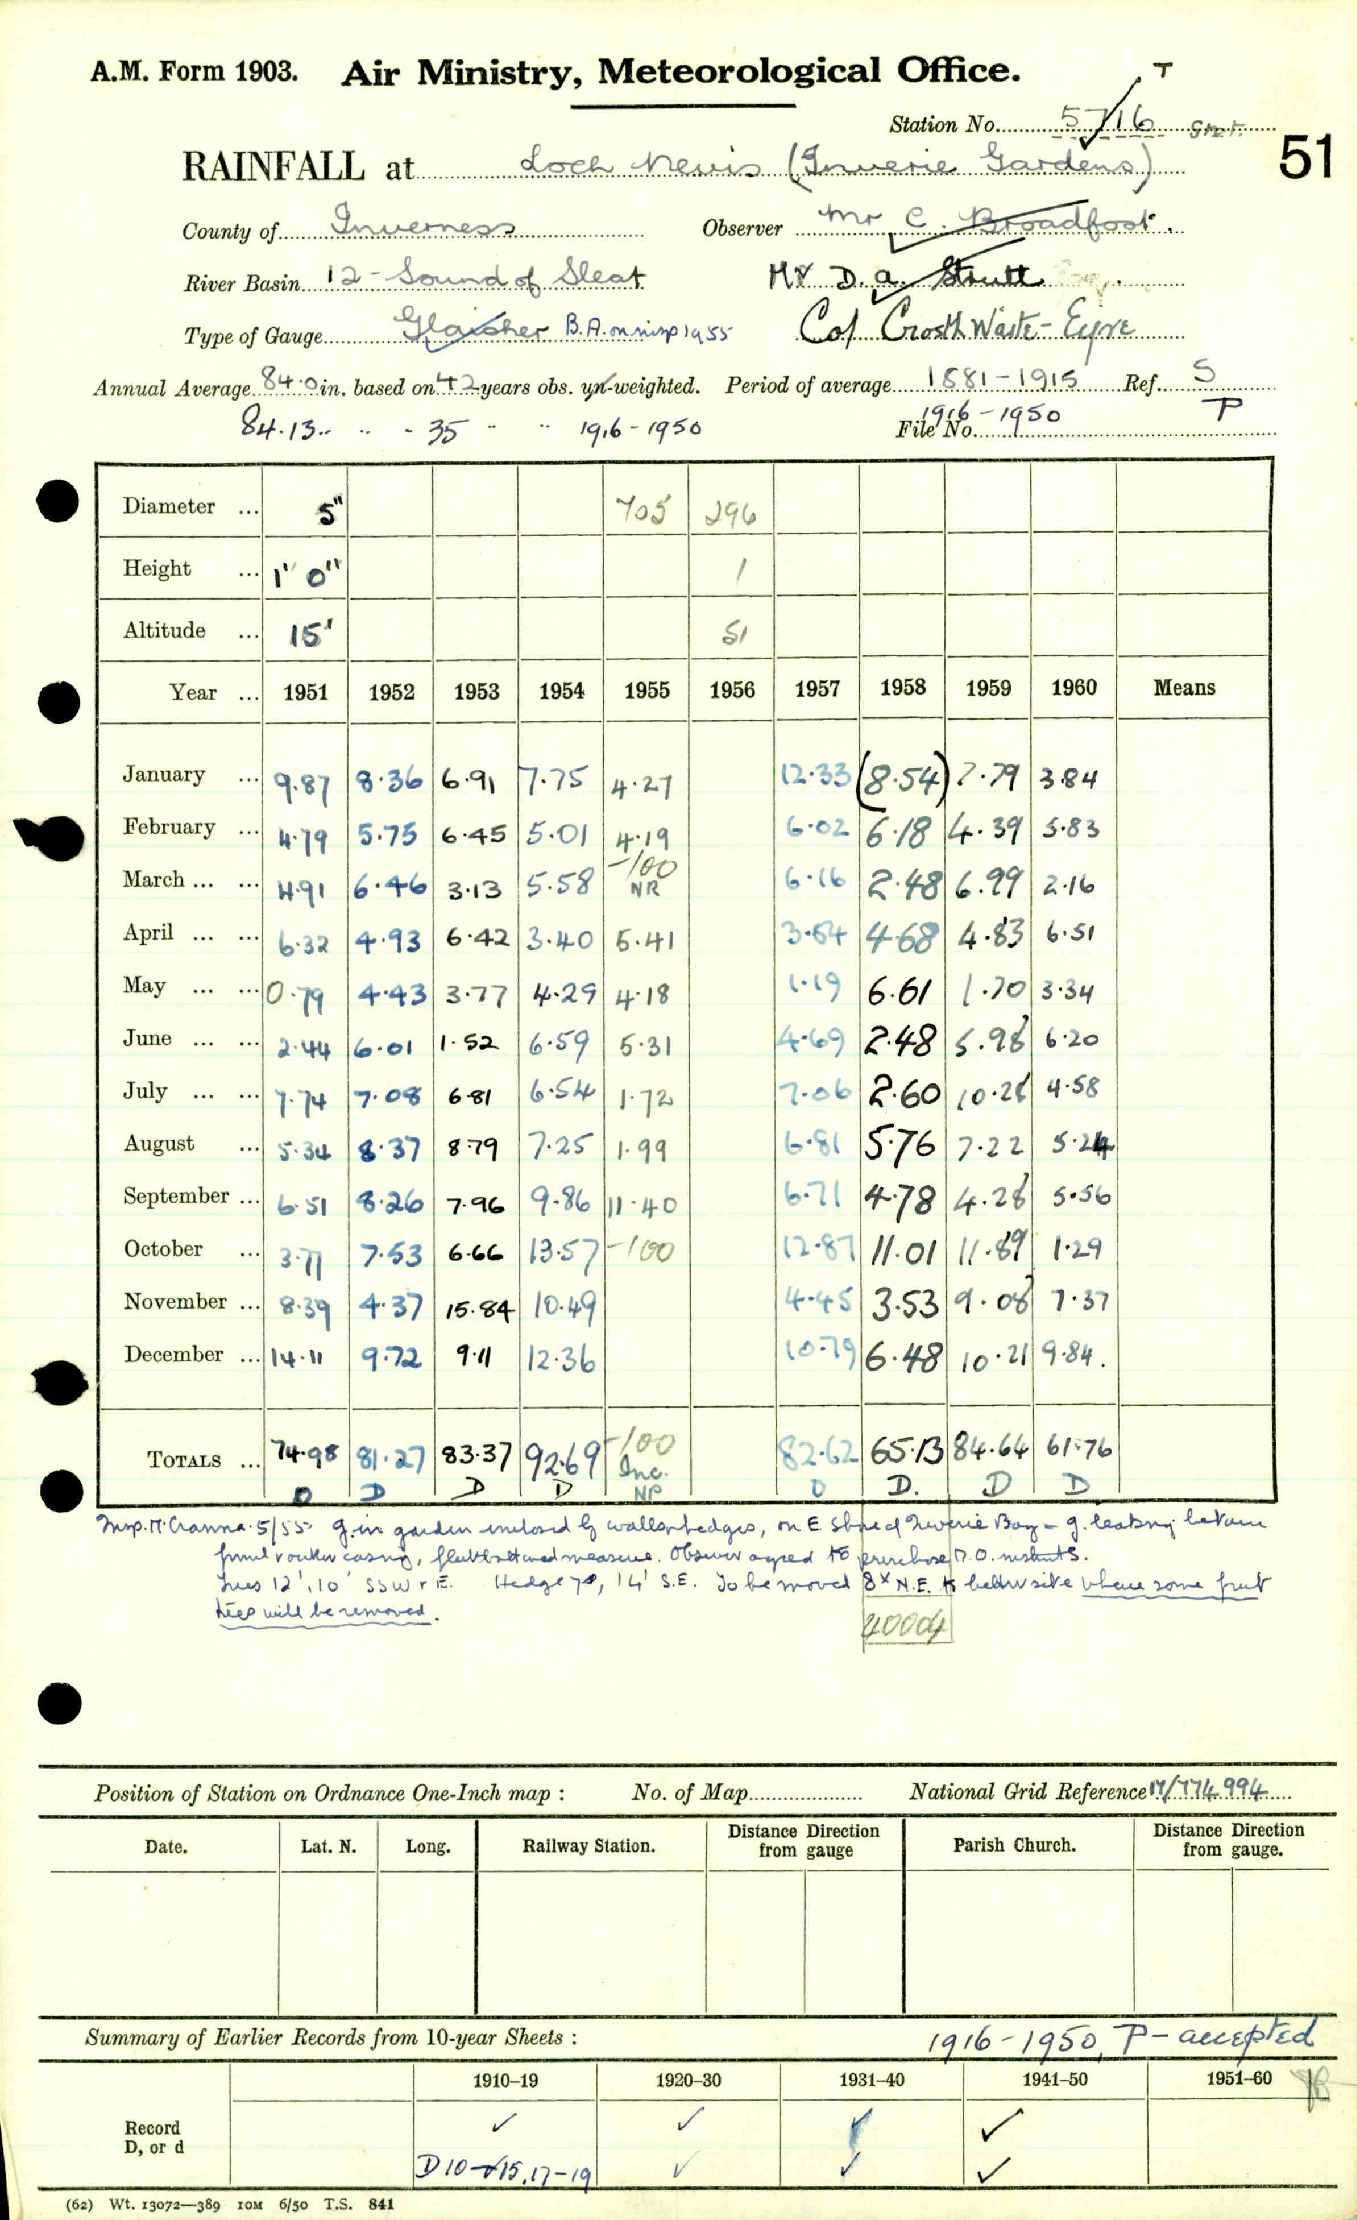 A.M. Form 1903. Air Ministry, Meteorological Office.
T
Station No. 5716
51
RAINFALL at Loch Nevis (Inverie Gardens)
County of Inverness Observer Mr C. Broadfoot.
River Basin 12 - Sound of Sleat Mr D. A. Strutt
Type of Gauge Glaisher B.A. on insp 1955 Col Crosthwaite-Eyre
Annual Average 84.0 in. based on 42 years obs. un-weighted. Period of average 1881-1915 Ref. S
84.13 .. .. - 35 " " 1916-1950 File No. 1916-1950 P
Diameter ... 5" 705 296
Height ... 1' 0" 1
Altitude ... 15' 51
Year ... 1951 1952 1953 1954 1955 1956 1957 1958 1959 1960 Means
January ... 9.87 8.36 6.91 7.75 4.27 12.33 (8.54) 7.79 3.84
February ... 4.79 5.75 6.45 5.01 4.19 6.02 6.18 4.39 5.83
March ... ... 4.91 6.46 3.13 5.58 -100 NR 6.16 2.48 6.99 2.16
April ... ... 6.32 4.93 6.42 3.40 5.41 3.54 4.68 4.83 6.51
May ... ... 0.79 4.43 3.77 4.29 4.18 1.19 6.61 1.70 3.34
June ... ... 2.44 6.01 1.52 6.59 5.31 4.69 2.48 5.98 6.20
July ... ... 7.74 7.08 6.81 6.54 1.72 7.06 2.60 10.28 4.58
August ... 5.34 8.37 8.79 7.25 1.99 6.81 5.76 7.22 5.24
September ... 6.51 8.26 7.96 9.86 11.40 6.71 4.78 4.28 5.56
October ... 3.77 7.53 6.66 13.57 -100 12.87 11.01 11.89 1.29
November ... 8.39 4.37 15.84 10.49 4.45 3.53 9.08 7.37
December ... 14.11 9.72 9.11 12.36 10.79 6.48 10.21 9.84.
TOTALS ... 74.98 81.27 83.37 92.69 -100 Inc. 82.62 65.13 84.64 61.76
D D D D NP D D. D D
Insp. M. Cranna 5/55 g. in garden enclosed by walls & hedges, on E shore of Inverie Bay - g. leaking between
funnel & outer casing, flat bottomed measure. Observer agreed to purchase M.O. instmts.
Trees 12', 10' SSW & E. Hedge 7°, 14' S.E. To be moved 8x N.E. to better site where some fruit
trees will be removed.
40004
Position of Station on Ordnance One-Inch map : No. of Map National Grid Reference 17/774994
Date. Lat. N. Long. Railway Station. Distance Direction from gauge Parish Church. Distance Direction from gauge.
Summary of Earlier Records from 10-year Sheets : 1916-1950, P-accepted
1910-19 1920-30 1931-40 1941-50 1951-60
Record ✓ ✓ ✓ ✓
D, or d D10-15, 17-19 ✓ ✓ ✓
(62) Wt. 13072—389 10M 6/50 T.S. 841